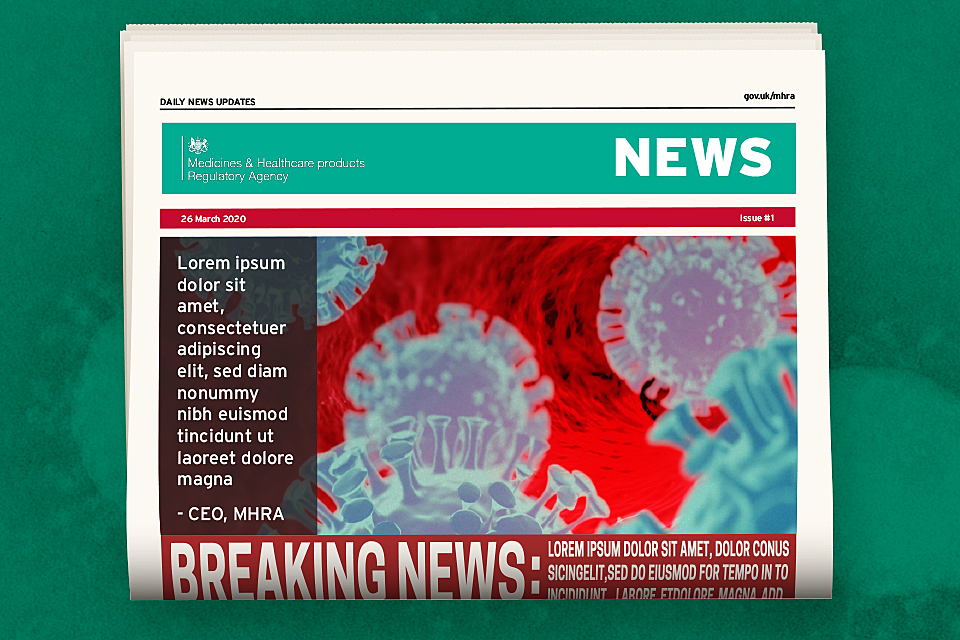 DAILY NEWS UPDATES
gov.uk/mhra
Medicines & Healthcare products
Regulatory Agency
NEWS
26 March 2020
Issue #1
Lorem ipsum
dolor sit
amet,
consectetuer
adipiscing
elit, sed diam
nonummy
nibh euismod
tincidunt ut
laoreet dolore
magna
- CEO, MHRA
BREAKING NEWS:
LOREM IPSUM DOLOR SIT AMET, DOLOR CONUS
SICINGELIT,SED DO EIUSMOD FOR TEMPO IN TO
INCIDIDUNT LABORE ETDOLORE MAGNA ADD